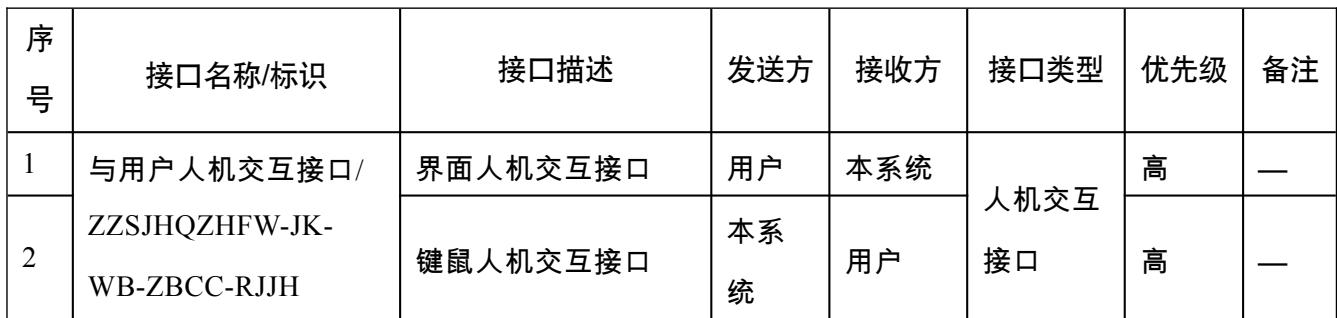 序号 接口名称/标识 接口描述 发送方 接收方 接口类型 优先级 备注
1 与用户人机交互接口/ZZSJHQZHFW-JK-WB-ZBCC-RJJH 界面人机交互接口 用户 本系统 人机交互接口 高 —
2 键鼠人机交互接口 本系统 用户 高 —